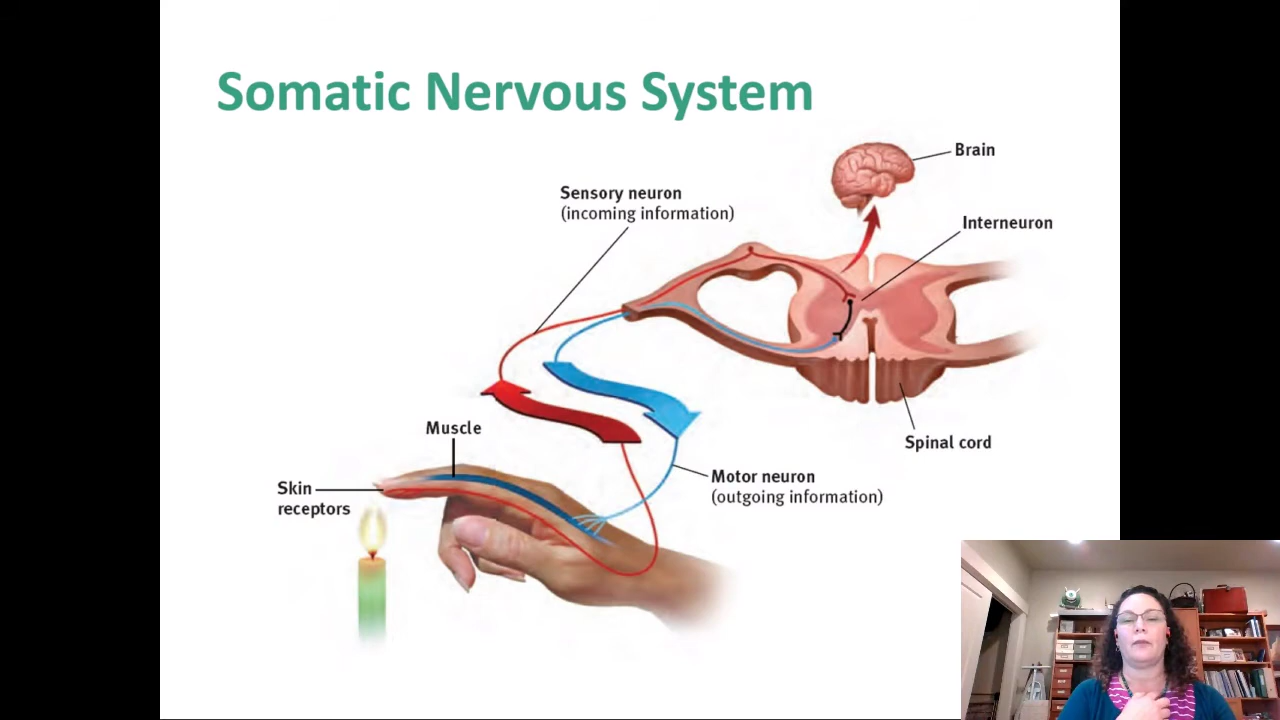 Somatic Nervous System
Brain
Sensory neuron
(incoming information)
Interneuron
Muscle
Spinal cord
Motor neuron
(outgoing information)
Skin
receptors